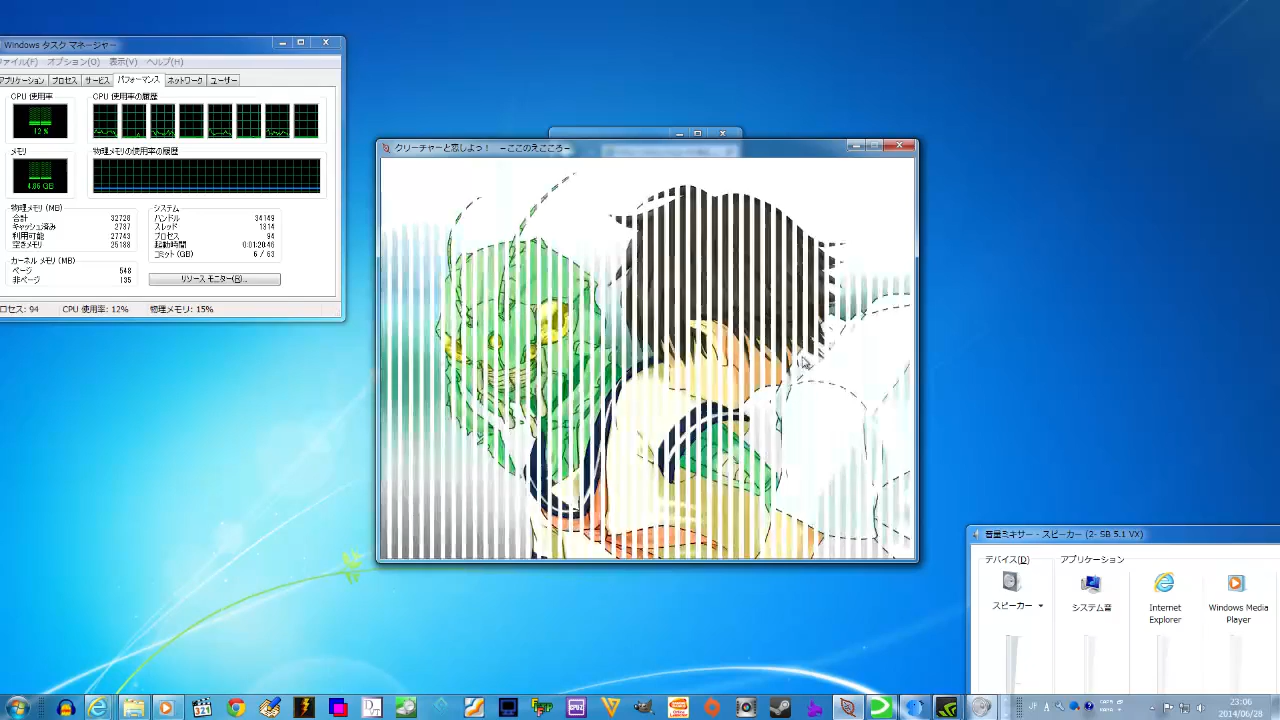 Windows タスク マネージャー
ファイル(F) オプション(O) 表示(V) ヘルプ(H)
アプリケーション プロセス サービス パフォーマンス ネットワーク ユーザー
CPU 使用率
CPU 使用率の履歴
12 %
メモリ
物理メモリの使用率の履歴
4.86 GB
物理メモリ (MB)
合計 32728
キャッシュ済み 2737
利用可能 27743
空きメモリ 25188
カーネル メモリ (MB)
ページ 548
非ページ 135
システム
ハンドル 34149
スレッド 1314
プロセス 94
起動時間 0:01:20:46
コミット (GB) 6 / 63
リソース モニター(R)...
ロセス: 94 CPU 使用率: 12% 物理メモリ: 15%
クリーチャーと恋しよっ！ －ここのえこころ－
音量ミキサー - スピーカー (2- SB 5.1 VX)
デバイス(D)
アプリケーション
スピーカー
システム音
Internet Explorer
Windows Media Player
321
JP
23:06
2014/06/28